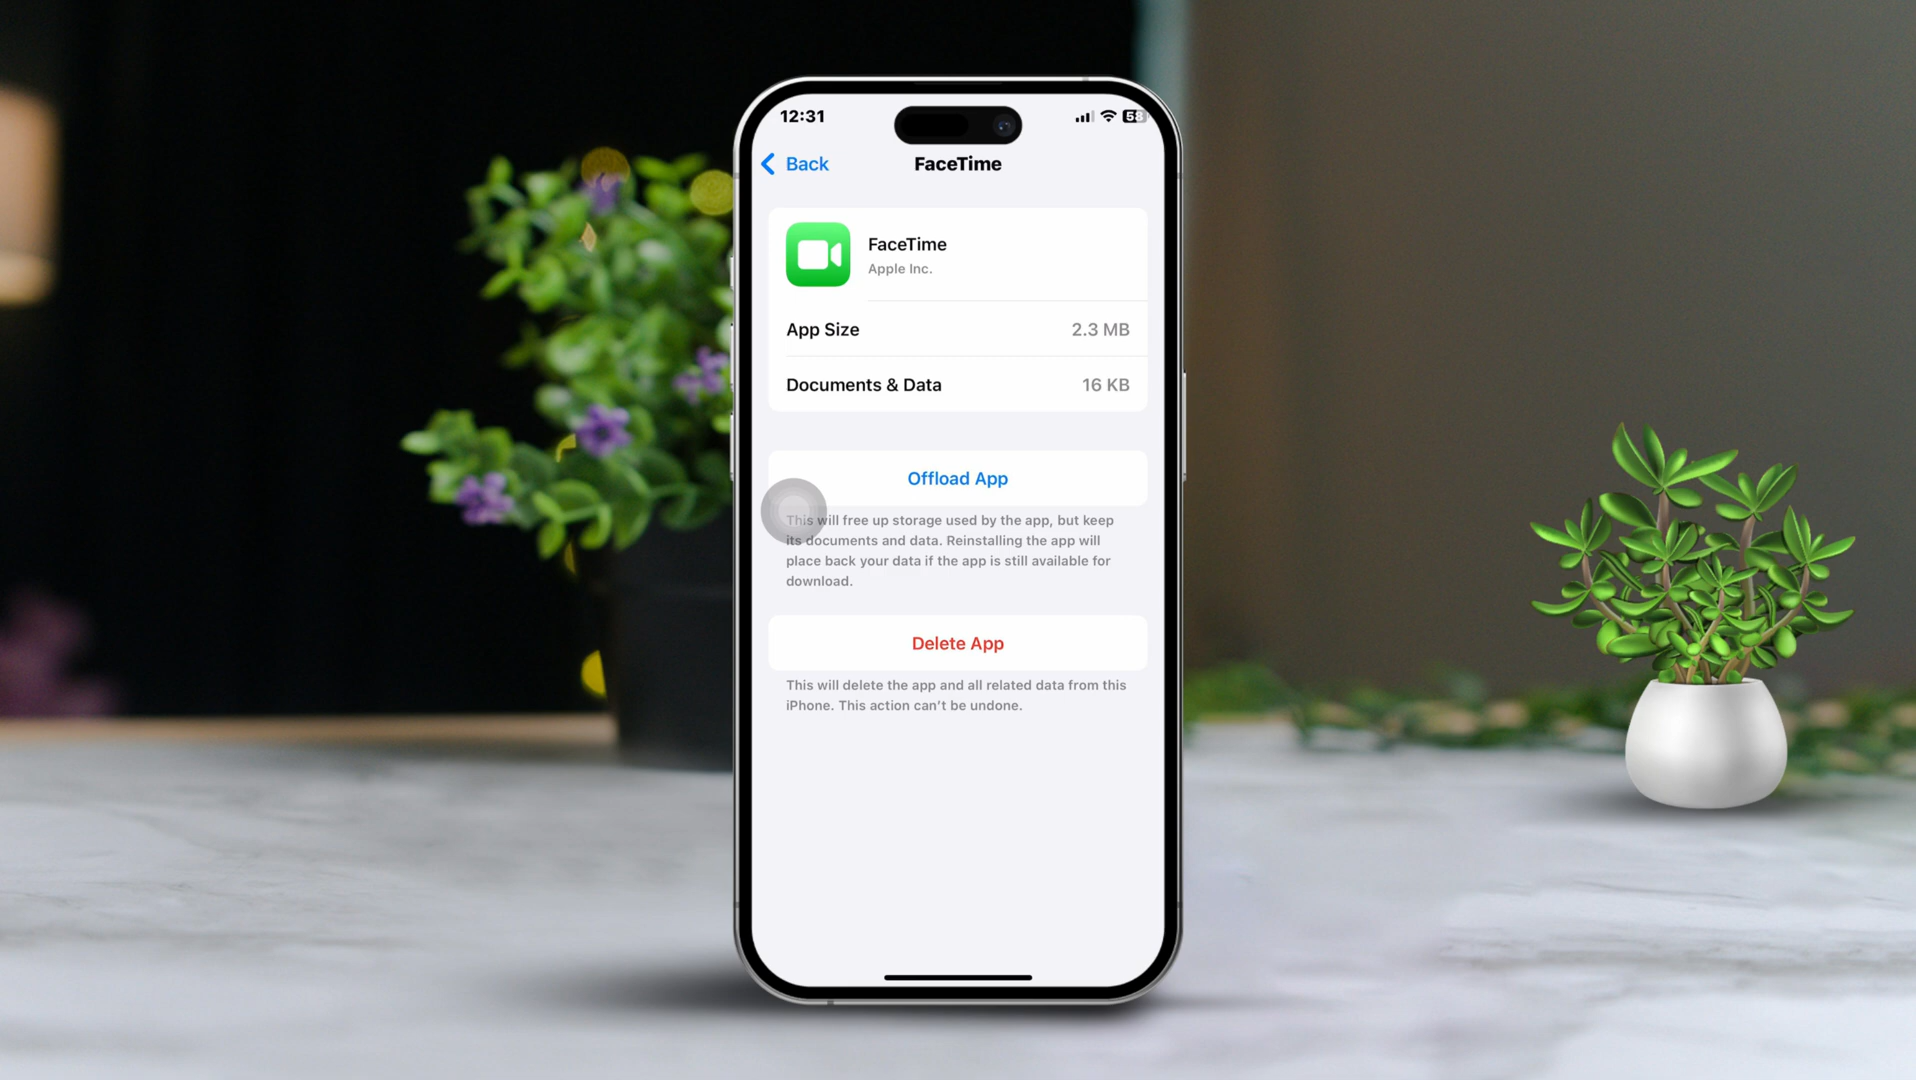 12:31
58
Back
FaceTime
FaceTime
Apple Inc.
App Size
2.3 MB
Documents & Data
16 KB
Offload App
This will free up storage used by the app, but keep
its documents and data. Reinstalling the app will
place back your data if the app is still available for
download.
Delete App
This will delete the app and all related data from this
iPhone. This action can’t be undone.